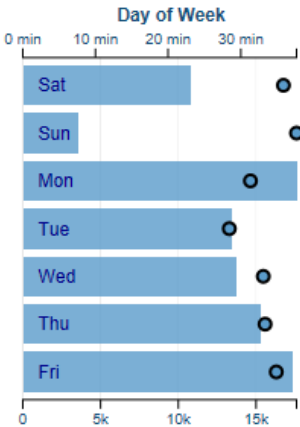 Day of Week
0 min 10 min 20 min 30 min
Sat
Sun
Mon
Tue
Wed
Thu
Fri
0 5k 10k 15k